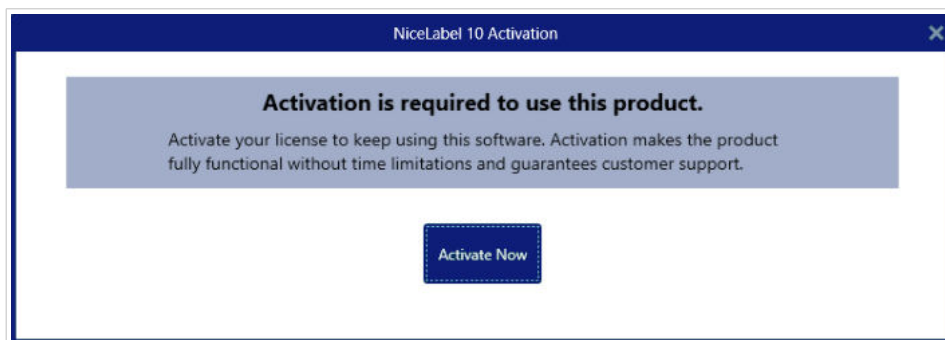 NiceLabel 10 Activation
Activation is required to use this product.
Activate your license to keep using this software. Activation makes the product
fully functional without time limitations and guarantees customer support.
Activate Now